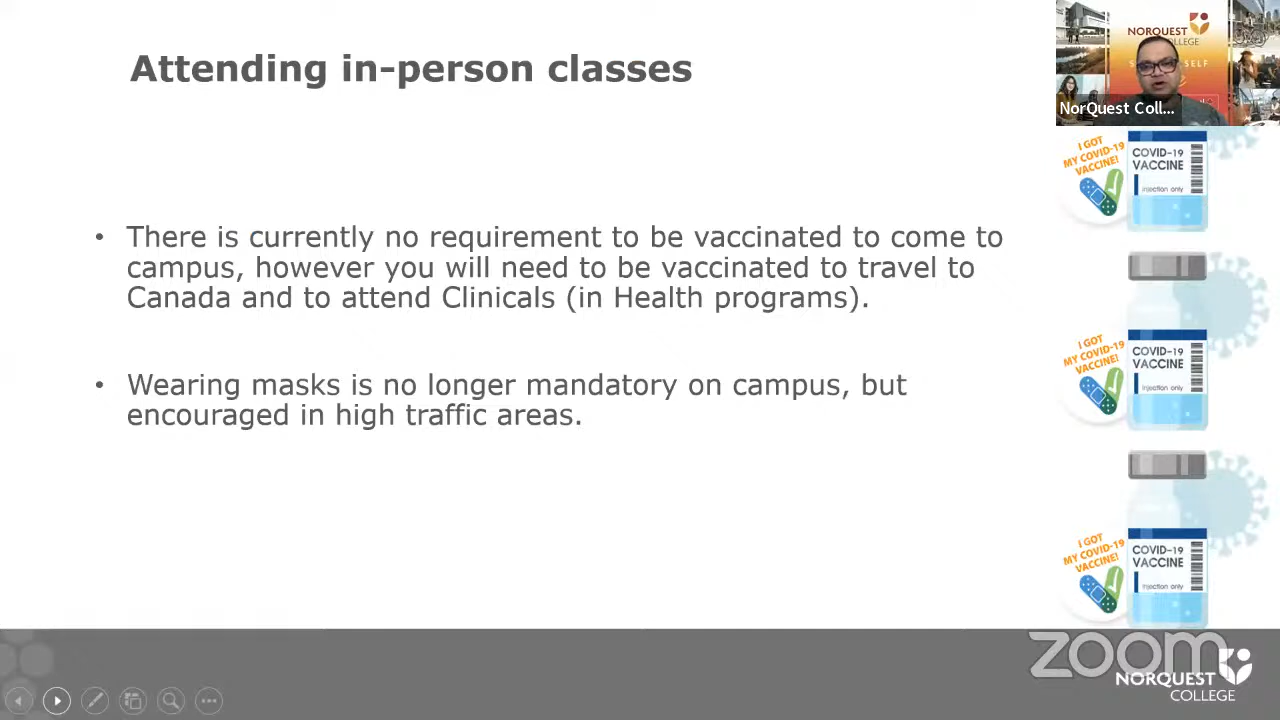 Attending in-person classes
NORQUEST
COLLEGE
NorQuest Coll...
• There is currently no requirement to be vaccinated to come to
campus, however you will need to be vaccinated to travel to
Canada and to attend Clinicals (in Health programs).
• Wearing masks is no longer mandatory on campus, but
encouraged in high traffic areas.
I GOT
MY COVID-19
VACCINE!
COVID-19
VACCINE
injection only
I GOT
MY COVID-19
VACCINE!
COVID-19
VACCINE
injection only
I GOT
MY COVID-19
VACCINE!
COVID-19
VACCINE
injection only
zoom
NORQUEST
COLLEGE